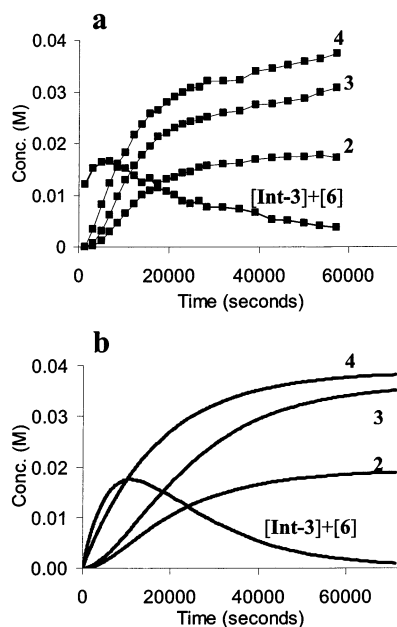 a
Conc. (M)
0.04
0.03
0.02
0.01
0
4
3
2
[Int-3]+[6]
0 20000 40000 60000
Time (seconds)
b
Conc. (M)
0.04
0.03
0.02
0.01
0.00
4
3
2
[Int-3]+[6]
0 20000 40000 60000
Time (seconds)